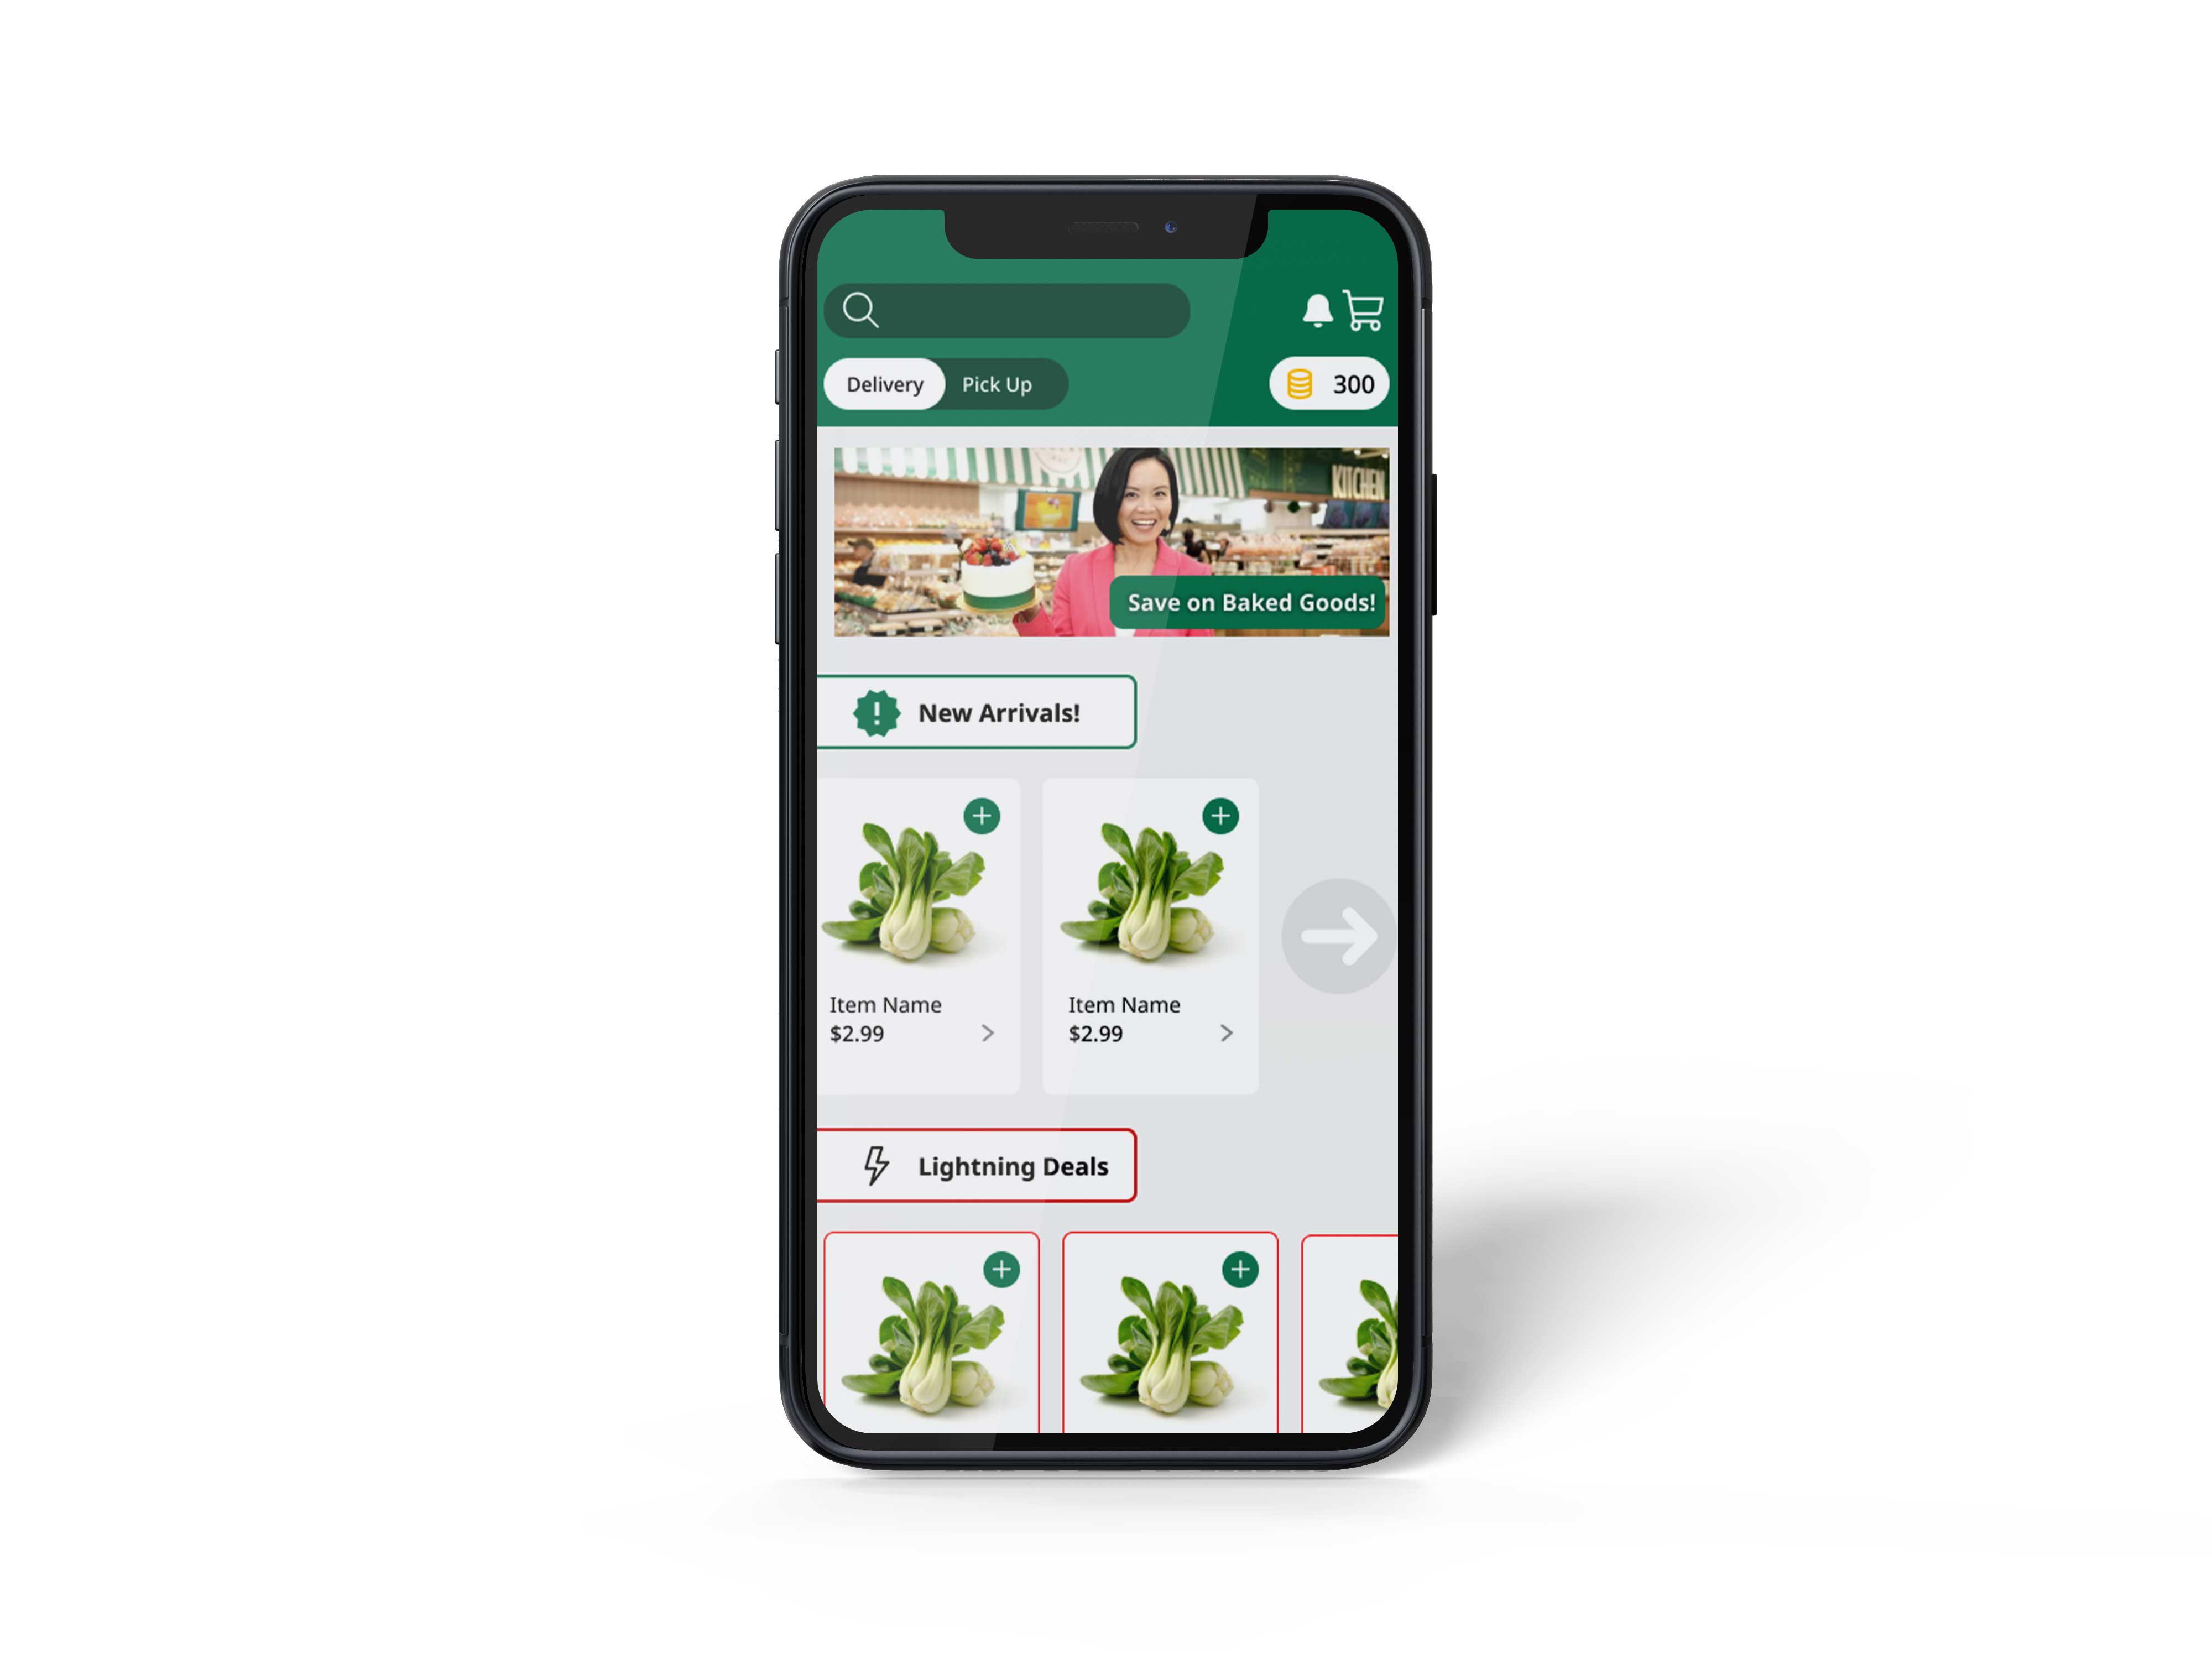 Delivery
Pick Up
300
KITCHEN
Save on Baked Goods!
New Arrivals!
Item Name
$2.99
Item Name
$2.99
Lightning Deals